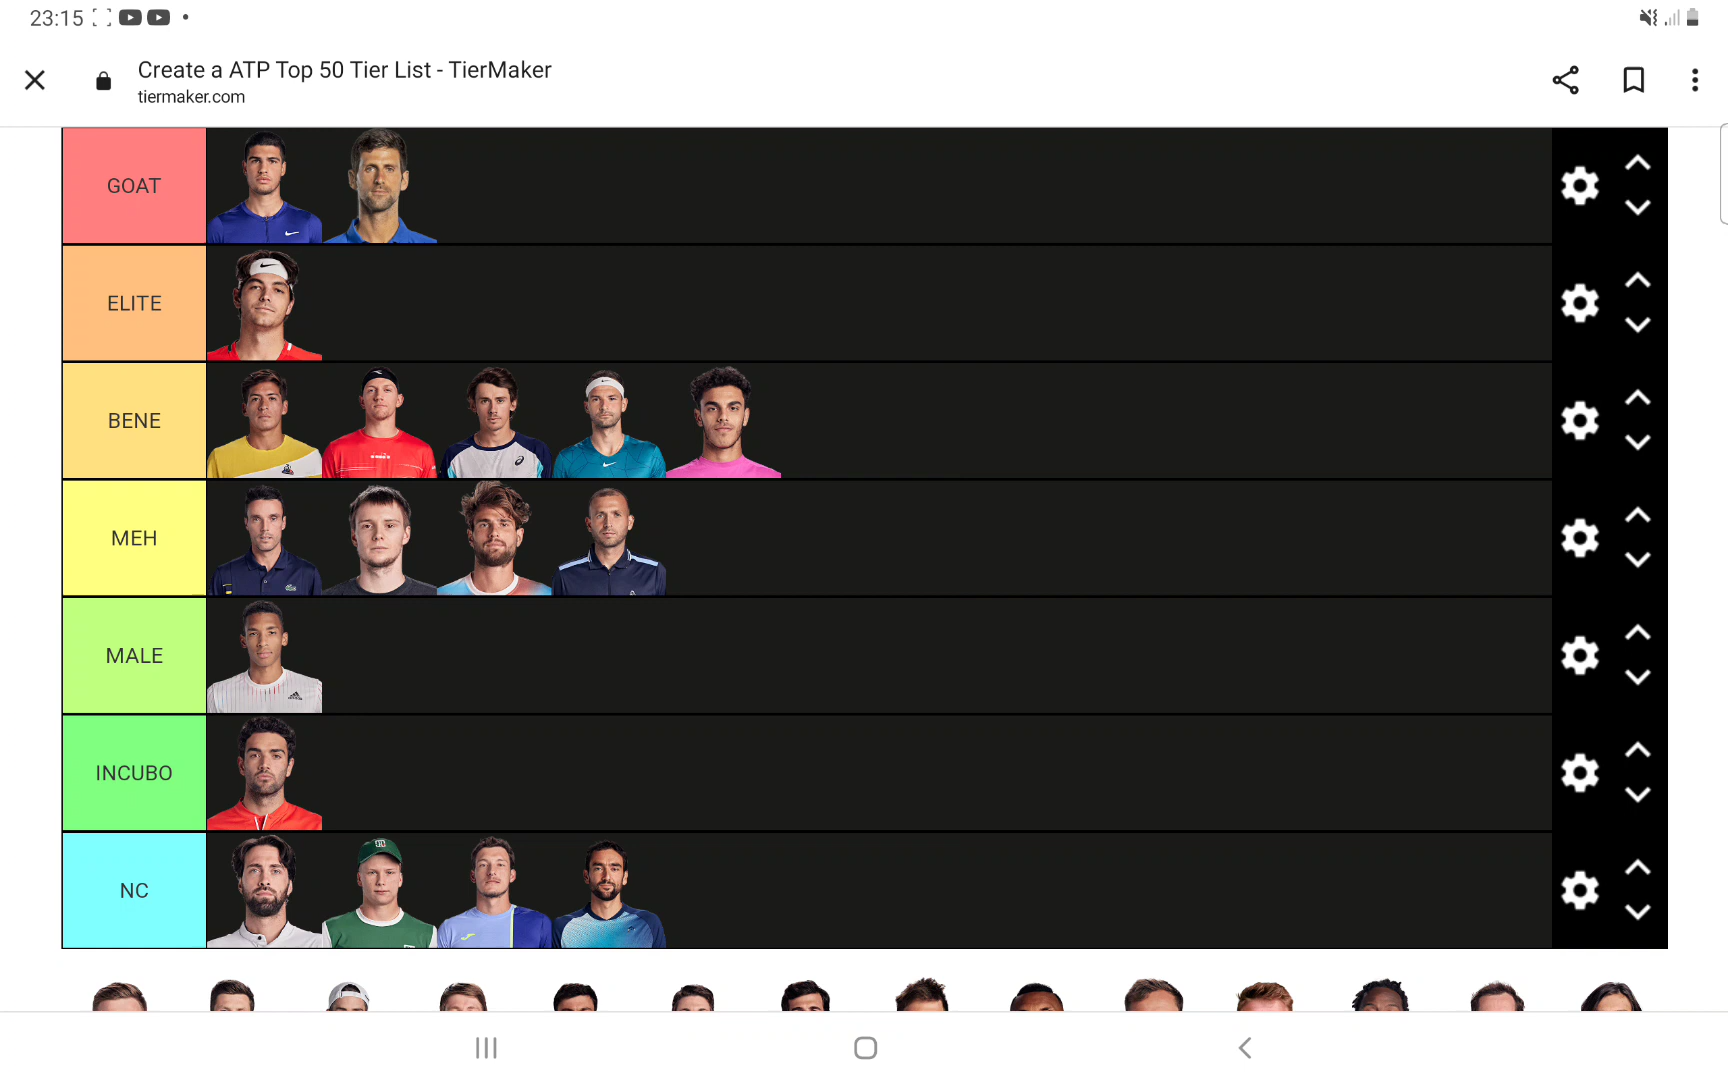 23:15
Create a ATP Top 50 Tier List - TierMaker
tiermaker.com
GOAT
ELITE
BENE
MEH
MALE
INCUBO
NC